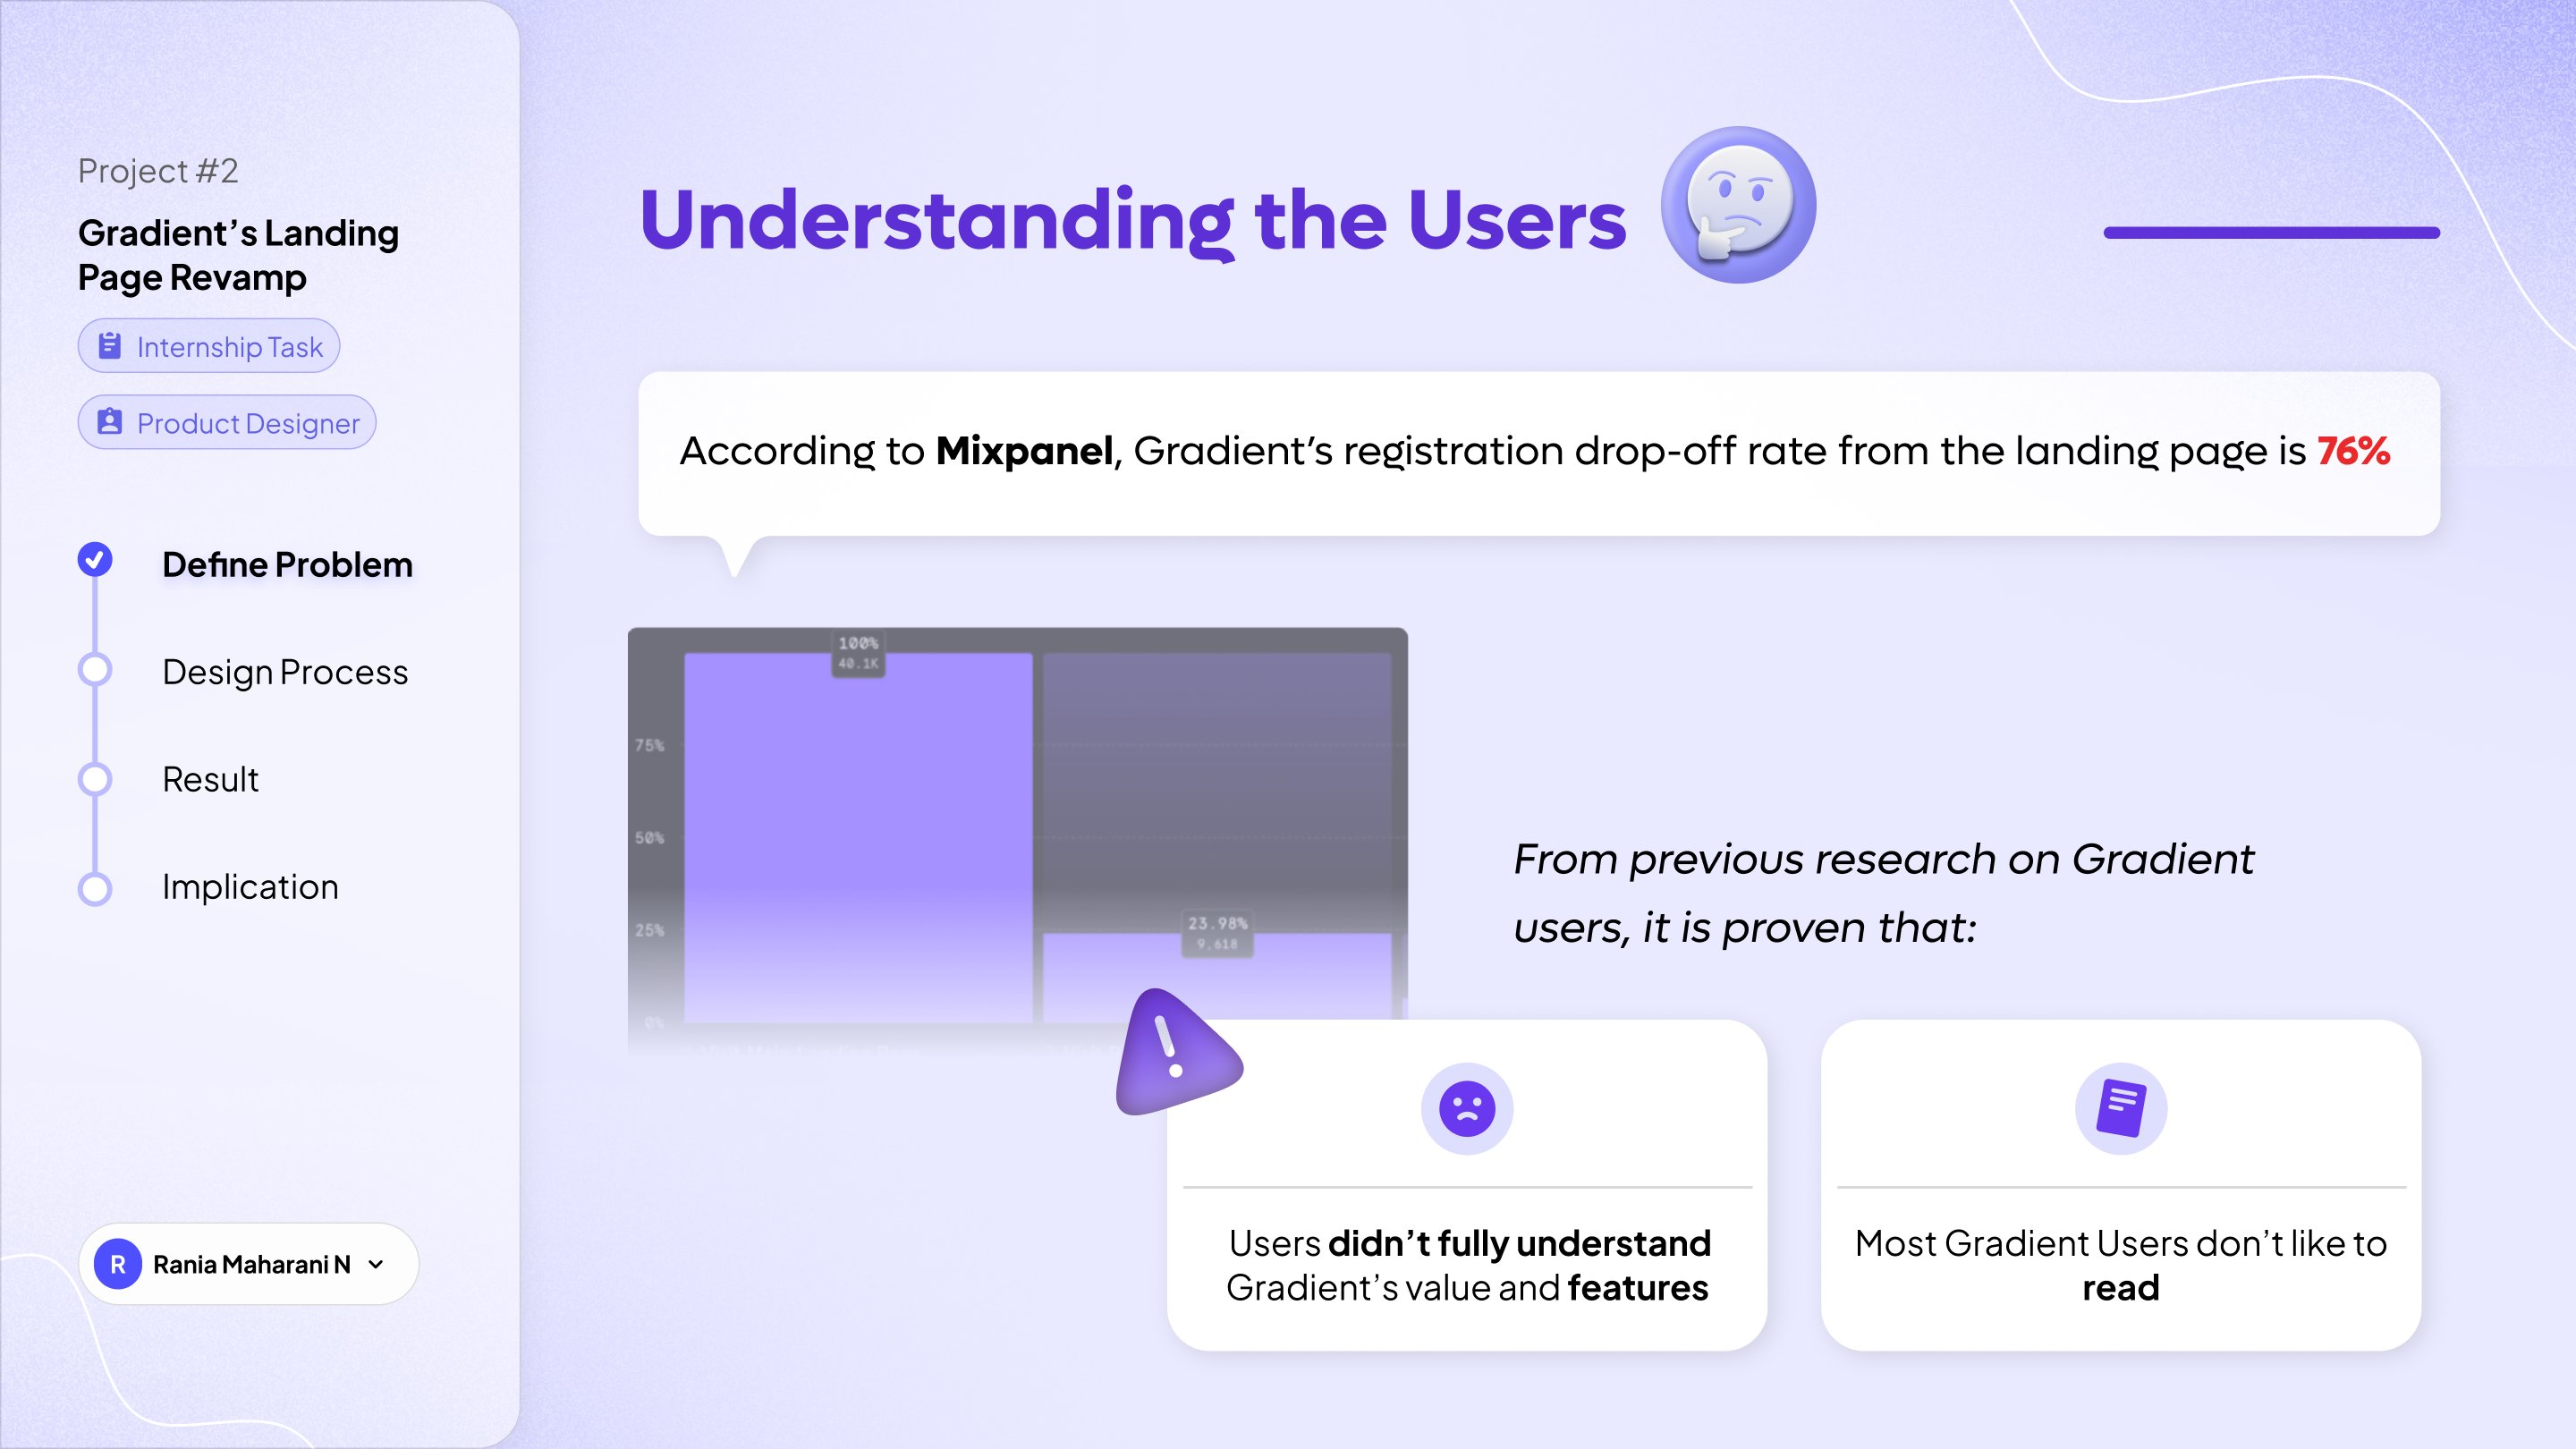 Project #2
Gradient’s Landing
Page Revamp
Internship Task
Product Designer
Define Problem
Design Process
Result
Implication
R Rania Maharani N
Understanding the Users
According to Mixpanel, Gradient’s registration drop-off rate from the landing page is 76%
100%
40.1K
75%
50%
25%
23.98%
9,618
0%
From previous research on Gradient
users, it is proven that:
Users didn’t fully understand
Gradient’s value and features
Most Gradient Users don’t like to
read